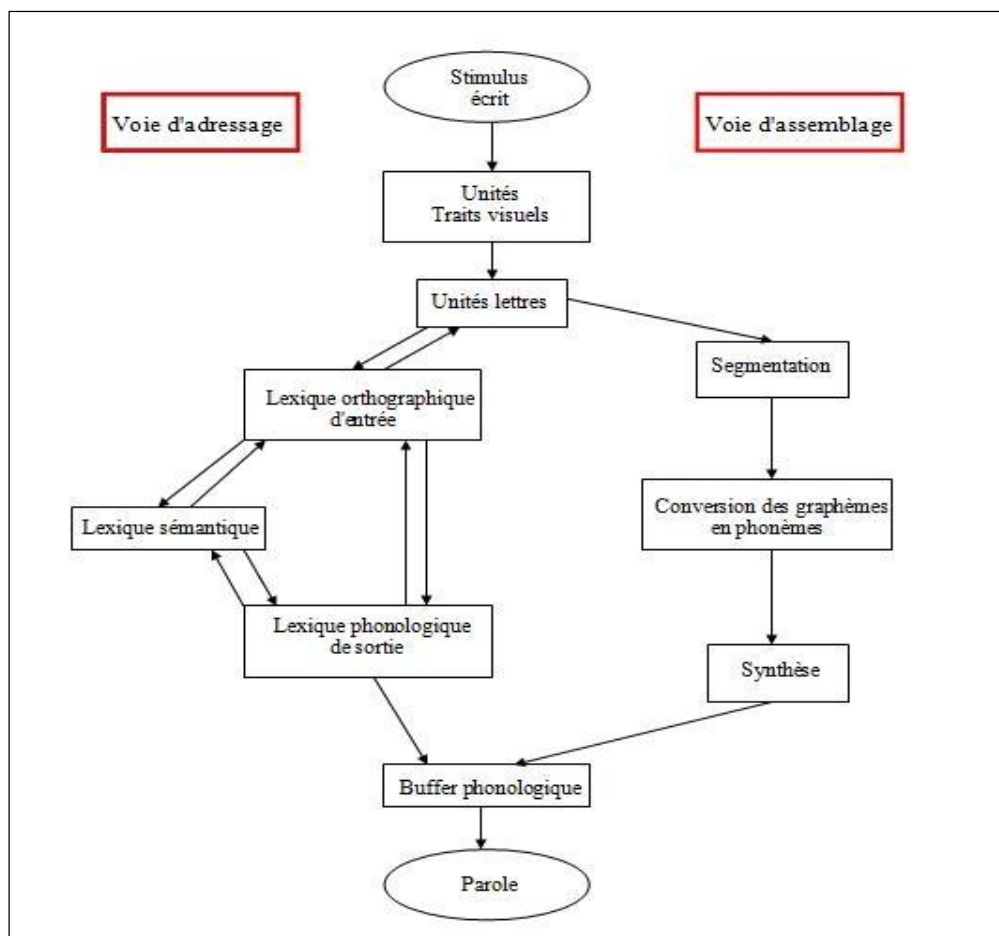 Stimulus
écrit
Voie d'adressage
Voie d'assemblage
Unités
Traits visuels
Unités lettres
Segmentation
Lexique orthographique
d'entrée
Conversion des graphèmes
en phonèmes
Lexique sémantique
Lexique phonologique
de sortie
Synthèse
Buffer phonologique
Parole